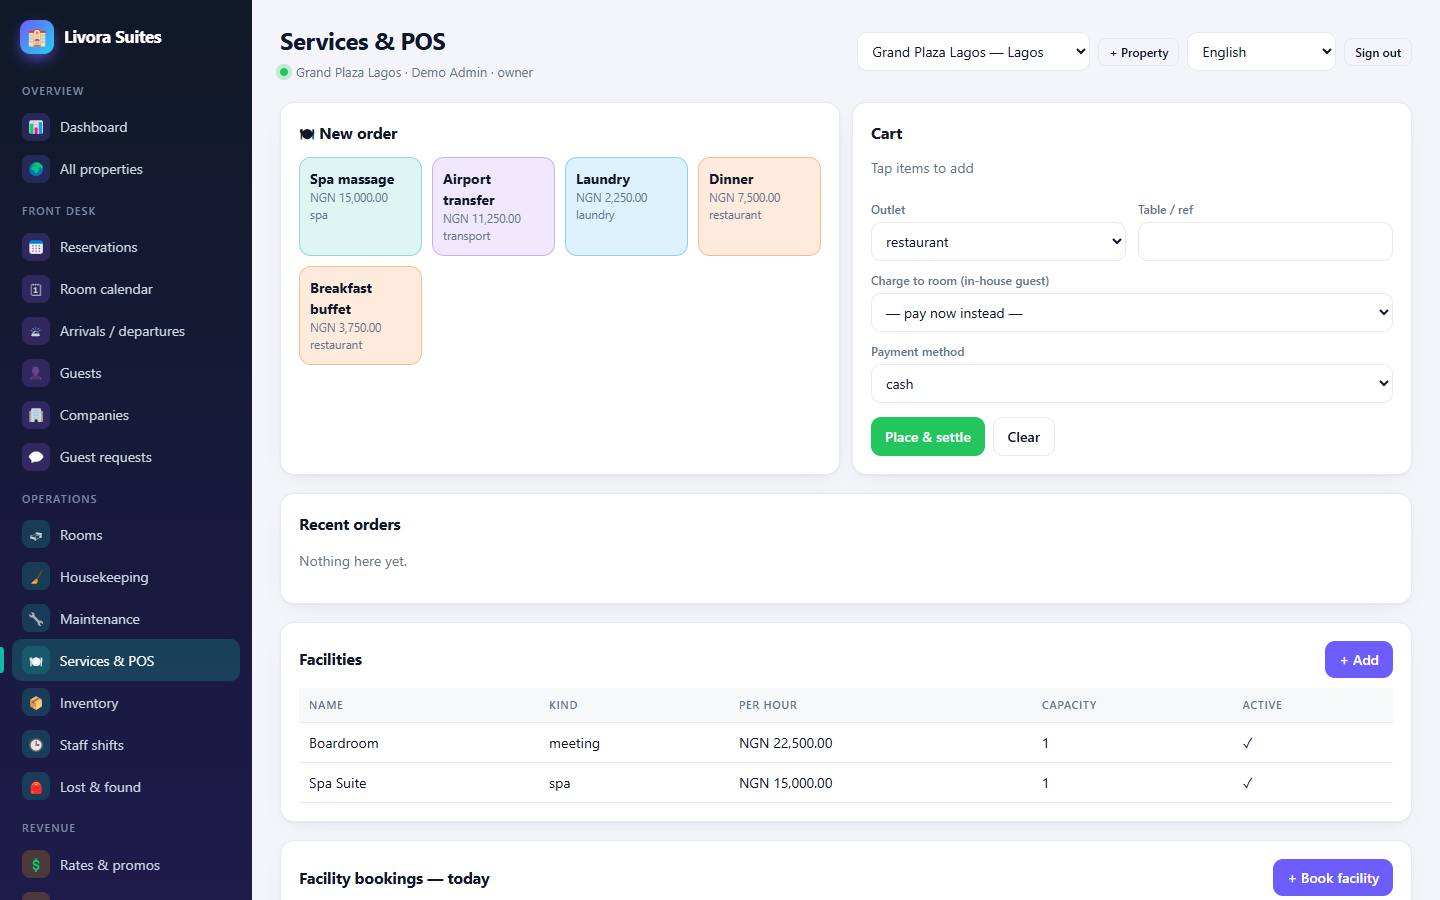 Livora Suites
OVERVIEW
Dashboard
All properties
FRONT DESK
Reservations
Room calendar
Arrivals / departures
Guests
Companies
Guest requests
OPERATIONS
Rooms
Housekeeping
Maintenance
Services & POS
Inventory
Staff shifts
Lost & found
REVENUE
Rates & promos
Services & POS
Grand Plaza Lagos · Demo Admin · owner
Grand Plaza Lagos — Lagos
+ Property
English
Sign out
New order
Spa massage
NGN 15,000.00
spa
Airport
transfer
NGN 11,250.00
transport
Laundry
NGN 2,250.00
laundry
Dinner
NGN 7,500.00
restaurant
Breakfast
buffet
NGN 3,750.00
restaurant
Cart
Tap items to add
Outlet
Table / ref
restaurant
Charge to room (in-house guest)
— pay now instead —
Payment method
cash
Place & settle
Clear
Recent orders
Nothing here yet.
Facilities
+ Add
NAME KIND PER HOUR CAPACITY ACTIVE
Boardroom meeting NGN 22,500.00 1 ✓
Spa Suite spa NGN 15,000.00 1 ✓
Facility bookings — today
+ Book facility